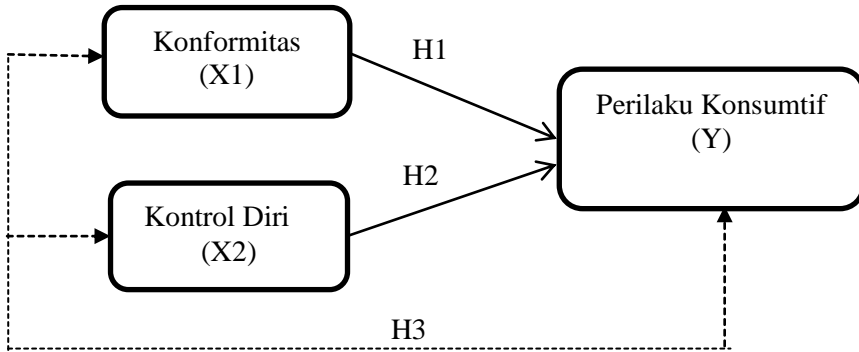 Konformitas
(X1)
H1
Perilaku Konsumtif
(Y)
H2
Kontrol Diri
(X2)
H3